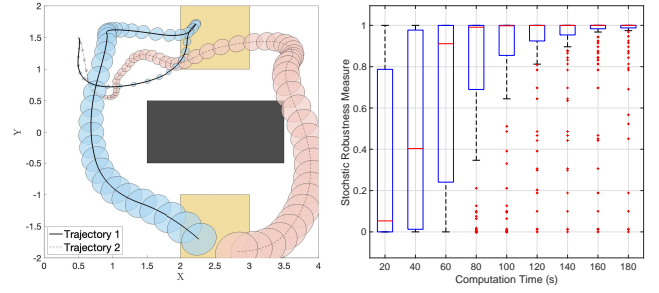 2
1.5
1
0.5
0
-0.5
-1
-1.5
-2
Y
0 0.5 1 1.5 2 2.5 3 3.5 4
X
Trajectory 1
Trajectory 2
1
0.8
0.6
0.4
0.2
0
Stochstic Robustness Measure
20 40 60 80 100 120 140 160 180
Computation Time (s)